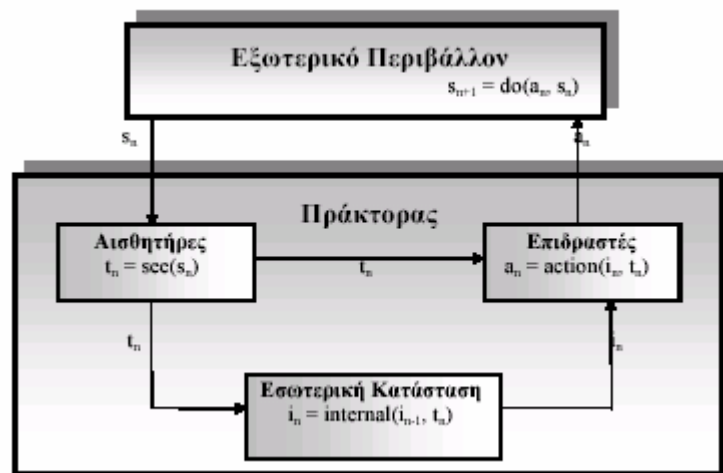 Εξωτερικό Περιβάλλον
sₙ₊₁ = do(aₙ, sₙ)
sₙ
aₙ
Πράκτορας
Αισθητήρες
tₙ = see(sₙ)
Επιδραστές
aₙ = action(iₙ, tₙ)
tₙ
tₙ
iₙ
Εσωτερική Κατάσταση
iₙ = internal(iₙ₋₁, tₙ)